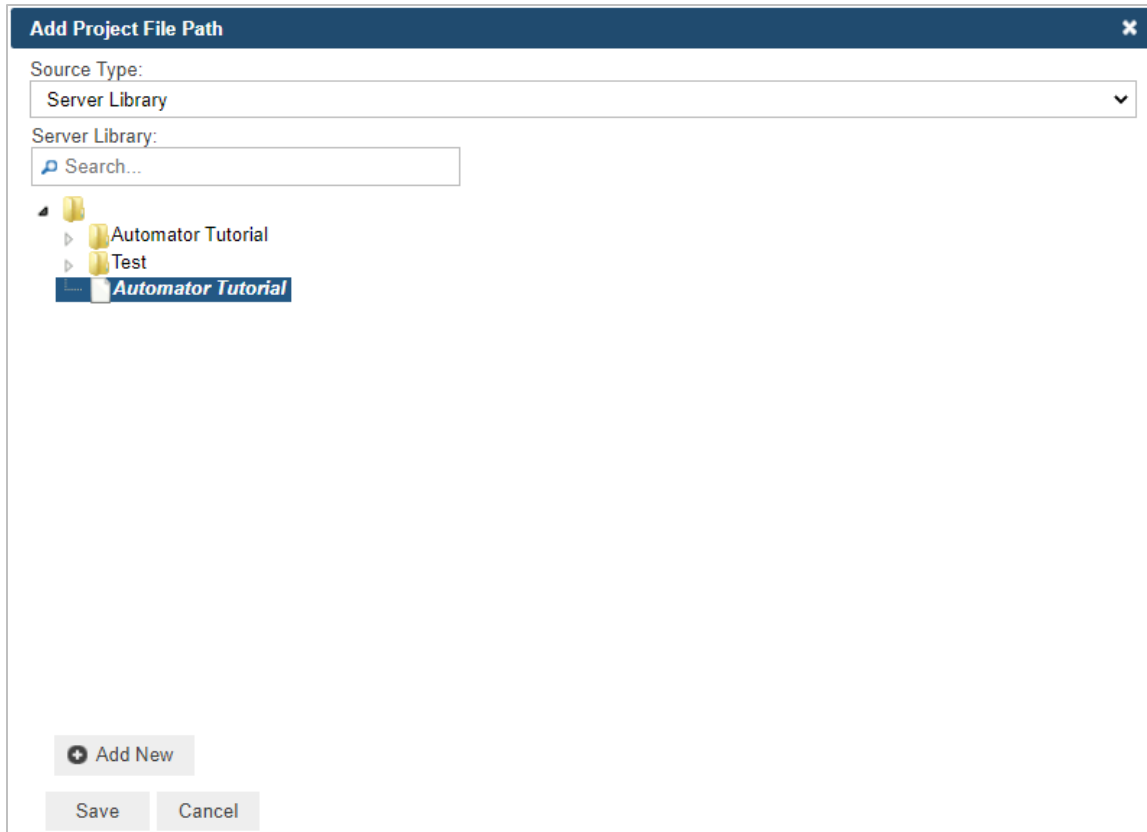 Add Project File Path
Source Type:
Server Library
Server Library:
Search...
Automator Tutorial
Test
Automator Tutorial
Add New
Save Cancel